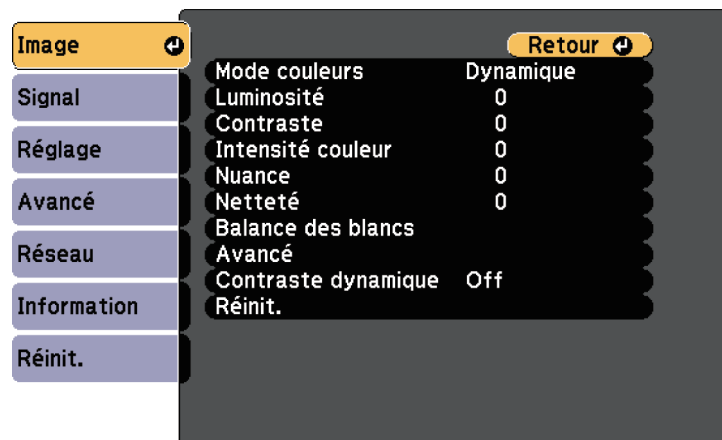 Image
Signal
Réglage
Avancé
Réseau
Information
Réinit.
Retour
Mode couleurs Dynamique
Luminosité 0
Contraste 0
Intensité couleur 0
Nuance 0
Netteté 0
Balance des blancs
Avancé
Contraste dynamique Off
Réinit.